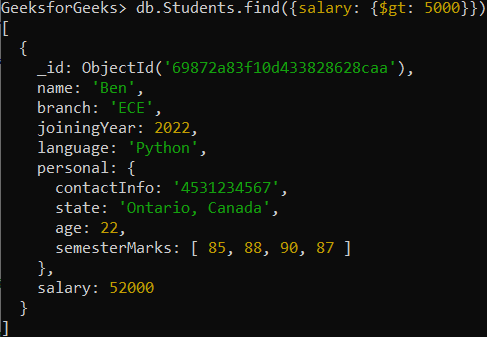 GeeksforGeeks> db.Students.find({salary: {$gt: 5000}})
[
  {
    _id: ObjectId('69872a83f10d433828628caa'),
    name: 'Ben',
    branch: 'ECE',
    joiningYear: 2022,
    language: 'Python',
    personal: {
      contactInfo: '4531234567',
      state: 'Ontario, Canada',
      age: 22,
      semesterMarks: [ 85, 88, 90, 87 ]
    },
    salary: 52000
  }
]